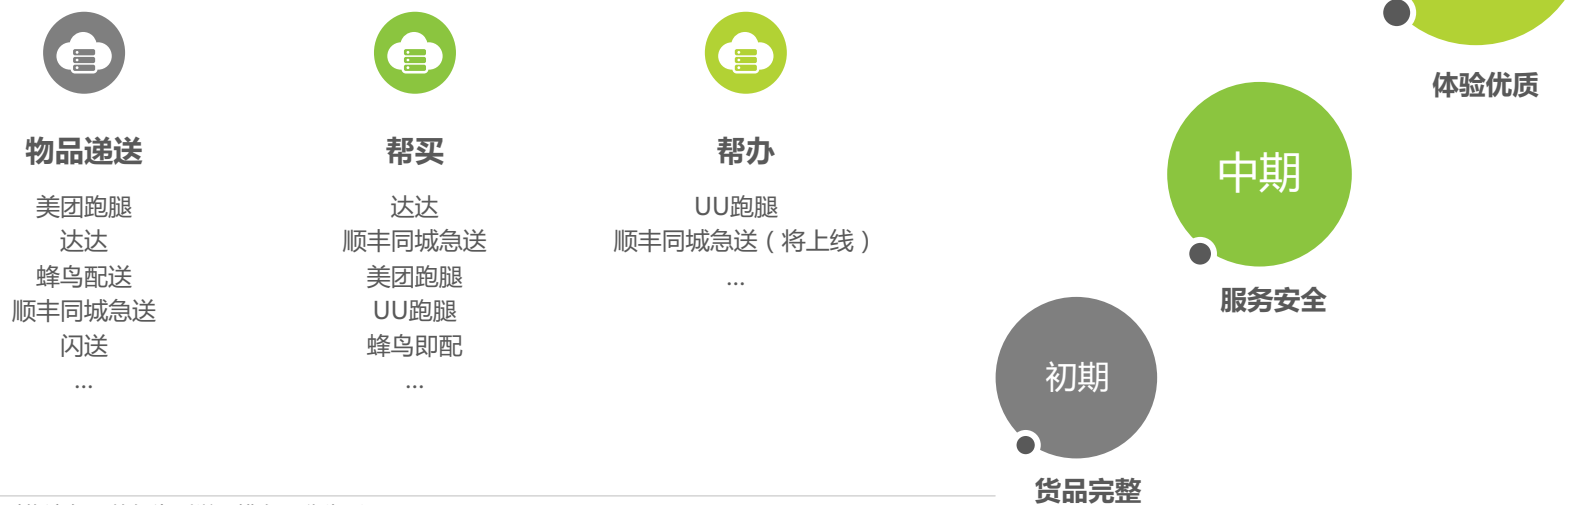 物品递送
美团跑腿
达达
蜂鸟配送
顺丰同城急送
闪送
...
帮买
达达
顺丰同城急送
美团跑腿
UU跑腿
蜂鸟即配
...
帮办
UU跑腿
顺丰同城急送（将上线）
...
体验优质
中期
服务安全
初期
货品完整